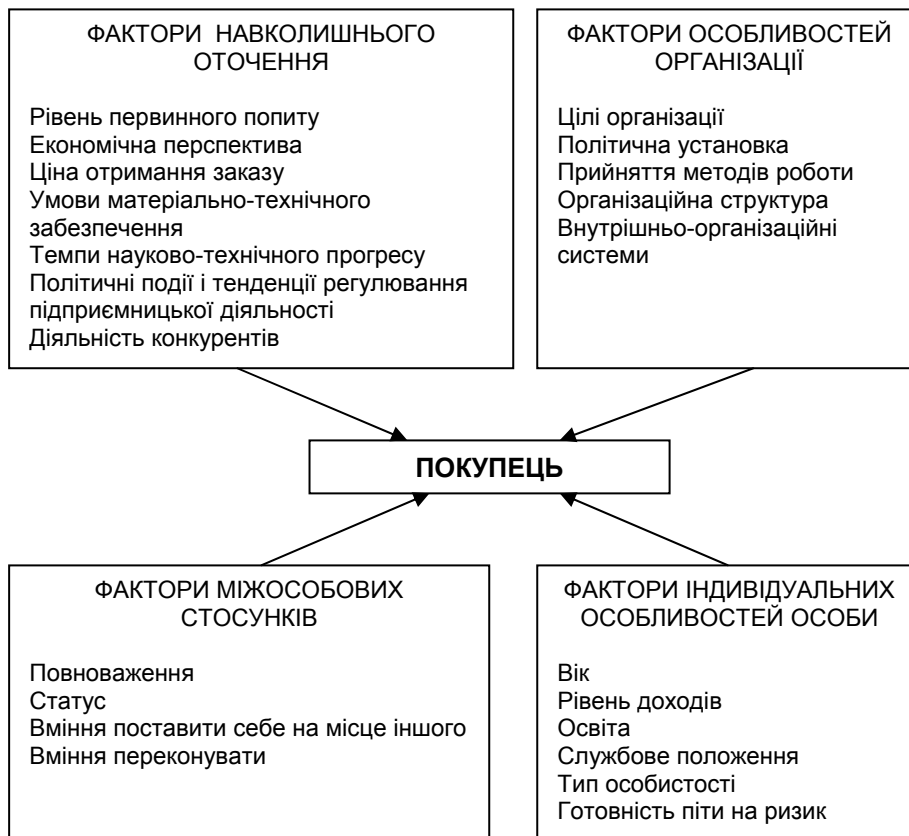 ФАКТОРИ НАВКОЛИШНЬОГО
ОТОЧЕННЯ
Рівень первинного попиту
Економічна перспектива
Ціна отримання заказу
Умови матеріально-технічного
забезпечення
Темпи науково-технічного прогресу
Політичні події і тенденції регулювання
підприємницької діяльності
Діяльність конкурентів
ФАКТОРИ ОСОБЛИВОСТЕЙ
ОРГАНІЗАЦІЇ
Цілі організації
Політична установка
Прийняття методів роботи
Організаційна структура
Внутрішньо-організаційні
системи
ПОКУПЕЦЬ
ФАКТОРИ МІЖОСОБОВИХ
СТОСУНКІВ
Повноваження
Статус
Вміння поставити себе на місце іншого
Вміння переконувати
ФАКТОРИ ІНДИВІДУАЛЬНИХ
ОСОБЛИВОСТЕЙ ОСОБИ
Вік
Рівень доходів
Освіта
Службове положення
Тип особистості
Готовність піти на ризик